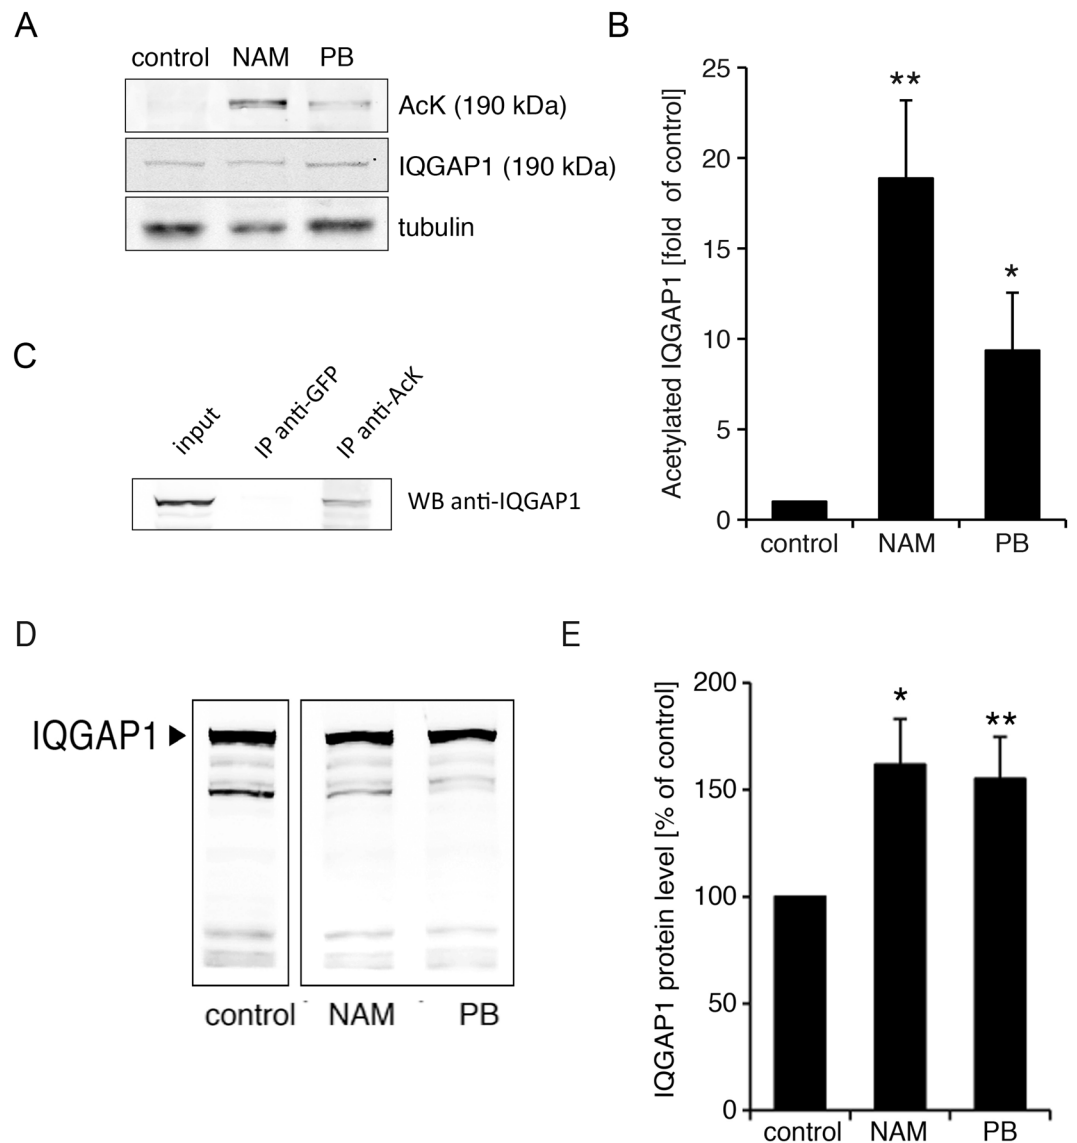 A
control NAM PB
AcK (190 kDa)
IQGAP1 (190 kDa)
tubulin
B
Acetylated IQGAP1 [fold of control]
25
20
15
10
5
0
**
*
control NAM PB
C
input IP anti-GFP IP anti-AcK
WB anti-IQGAP1
D
IQGAP1
control NAM PB
E
IQGAP1 protein level [% of control]
200
150
100
50
0
*
**
control NAM PB